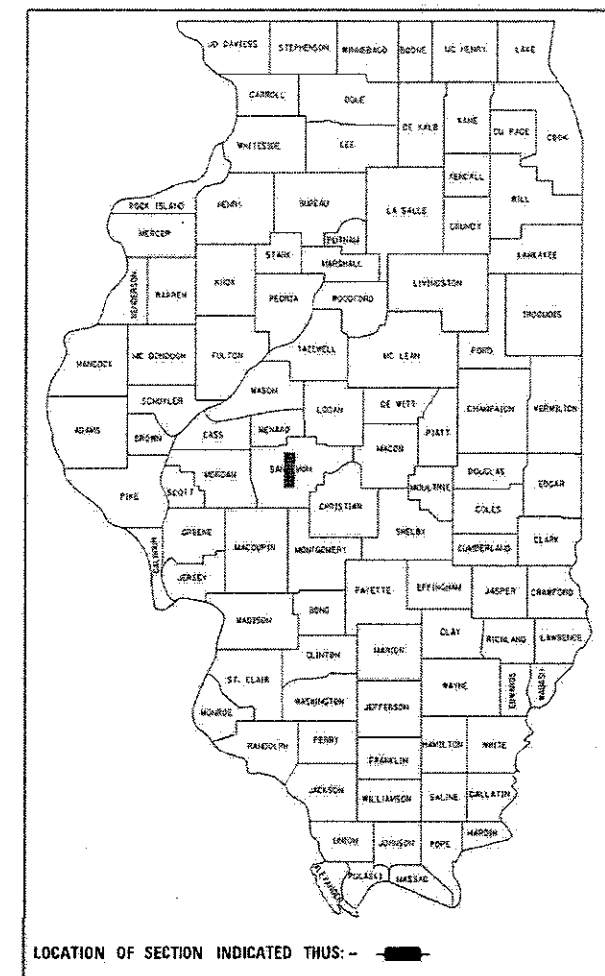 JO DAVIESS STEPHENSON WINNEBAGO BOONE MC HENRY LAKE
CARROLL OGLE DE KALB KANE DU PAGE COOK
WHITESIDE LEE KENDALL WILL
ROCK ISLAND HENRY BUREAU LA SALLE GRUNDY
MERCER STARK PUTNAM KANKAKEE
HENDERSON WARREN KNOX PEORIA MARSHALL WOODFORD LIVINGSTON IROQUOIS
HANCOCK MC DONOUGH FULTON TAZEWELL MC LEAN FORD
SCHUYLER MASON LOGAN DE WITT CHAMPAIGN VERMILION
ADAMS BROWN CASS MENARD MACON PIATT
PIKE SCOTT MORGAN CHRISTIAN MOULTRIE DOUGLAS EDGAR
COLES
GREENE MACOUPIN MONTGOMERY SHELBY CUMBERLAND CLARK
CALHOUN JERSEY
BOND FAYETTE EFFINGHAM JASPER CRAWFORD
MADISON CLINTON MARION CLAY RICHLAND LAWRENCE
ST. CLAIR WASHINGTON JEFFERSON WAYNE EDWARDS WABASH
MONROE RANDOLPH PERRY FRANKLIN HAMILTON WHITE
JACKSON WILLIAMSON SALINE GALLATIN
UNION JOHNSON POPE HARDIN
ALEXANDER PULASKI MASSAC
LOCATION OF SECTION INDICATED THUS: -